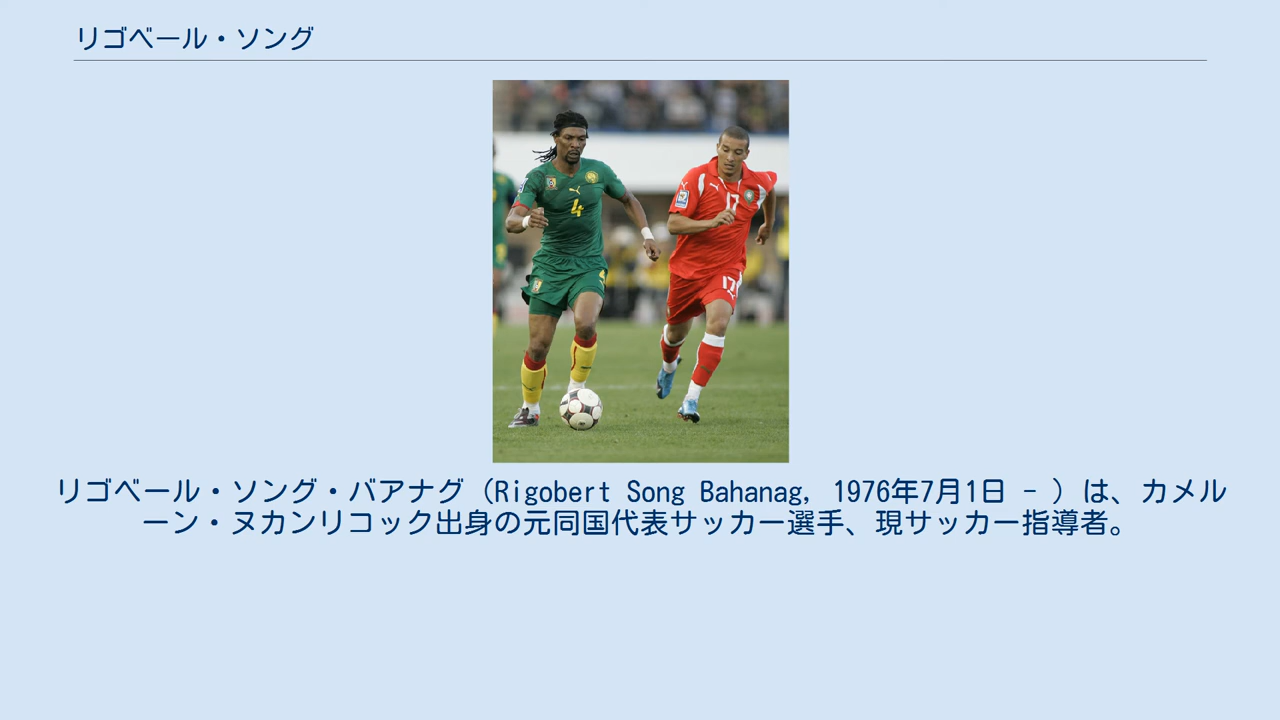 リゴベール・ソング
4
17
17
リゴベール・ソング・バアナグ（Rigobert Song Bahanag, 1976年7月1日 - ）は、カメル
ーン・ヌカンリコック出身の元同国代表サッカー選手、現サッカー指導者。